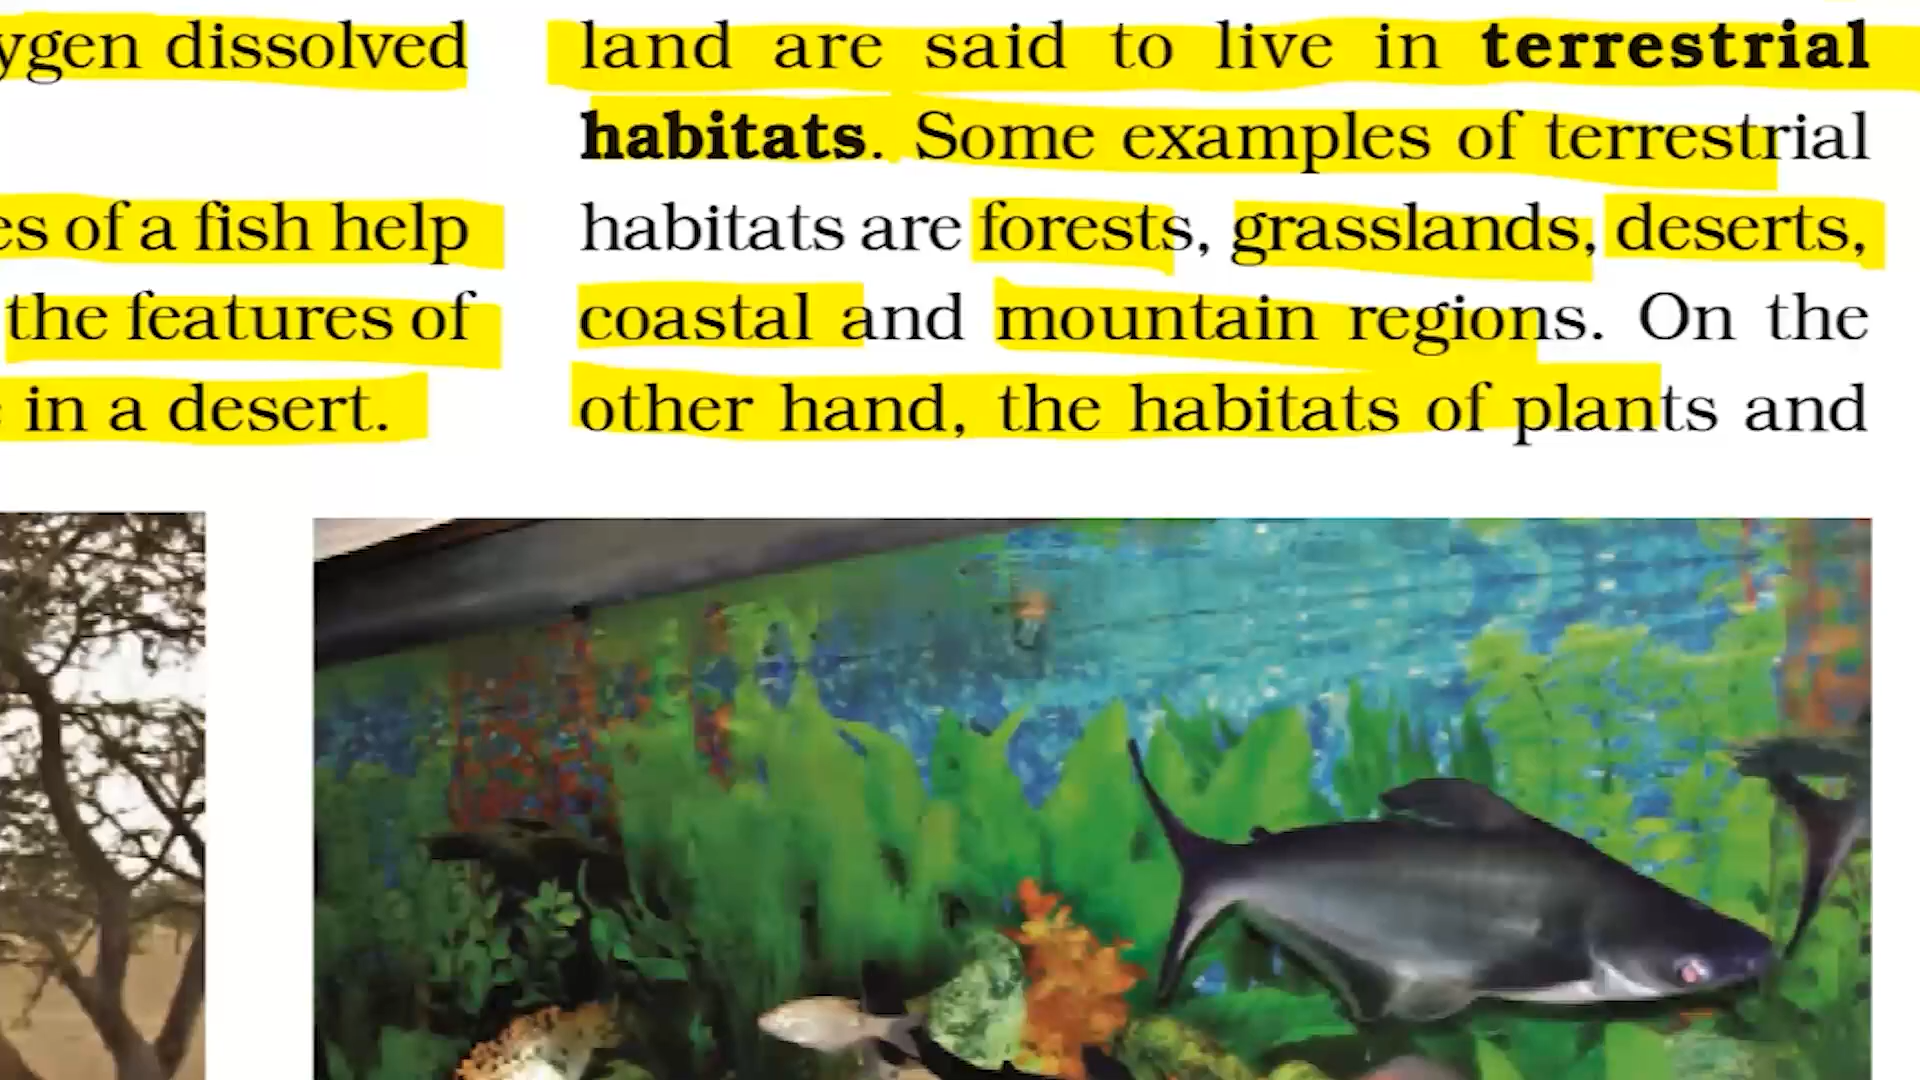 ygen dissolved
es of a fish help
the features of
in a desert.
land are said to live in terrestrial
habitats. Some examples of terrestrial
habitats are forests, grasslands, deserts,
coastal and mountain regions. On the
other hand, the habitats of plants and